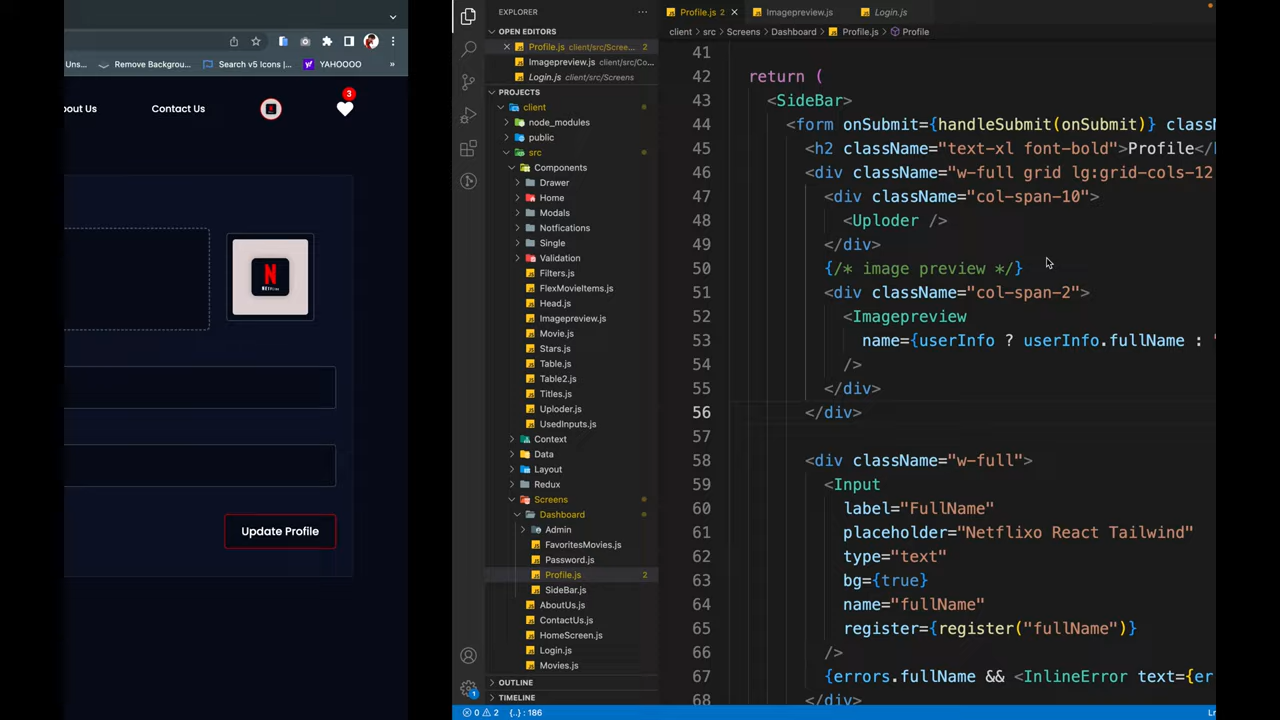 Uns...
Remove Backgrou...
Search v5 Icons |...
YAHOOOO
»
out Us
Contact Us
3
N
Update Profile
EXPLORER
OPEN EDITORS
Profile.js client/src/Scree... 2
Imagepreview.js client/src/Co...
Login.js client/src/Screens
PROJECTS
client
node_modules
public
src
Components
Drawer
Home
Modals
Notfications
Single
Validation
Filters.js
FlexMovieItems.js
Head.js
Imagepreview.js
Movie.js
Stars.js
Table.js
Table2.js
Titles.js
Uploder.js
UsedInputs.js
Context
Data
Layout
Redux
Screens
Dashboard
Admin
FavoritesMovies.js
Password.js
Profile.js 2
SideBar.js
AboutUs.js
ContactUs.js
HomeScreen.js
Login.js
Movies.js
OUTLINE
TIMELINE
Profile.js 2
Imagepreview.js
Login.js
client > src > Screens > Dashboard > Profile.js > Profile
41
42 return (
43 <SideBar>
44 <form onSubmit={handleSubmit(onSubmit)} class
45 <h2 className="text-xl font-bold">Profile</h
46 <div className="w-full grid lg:grid-cols-12
47 <div className="col-span-10">
48 <Uploder />
49 </div>
50 {/* image preview */}
51 <div className="col-span-2">
52 <Imagepreview
53 name={userInfo ? userInfo.fullName : "
54 />
55 </div>
56 </div>
57
58 <div className="w-full">
59 <Input
60 label="FullName"
61 placeholder="Netflixo React Tailwind"
62 type="text"
63 bg={true}
64 name="fullName"
65 register={register("fullName")}
66 />
67 {errors.fullName && <InlineError text={er
68 </div>
1
0 2 {..} : 186
Ln